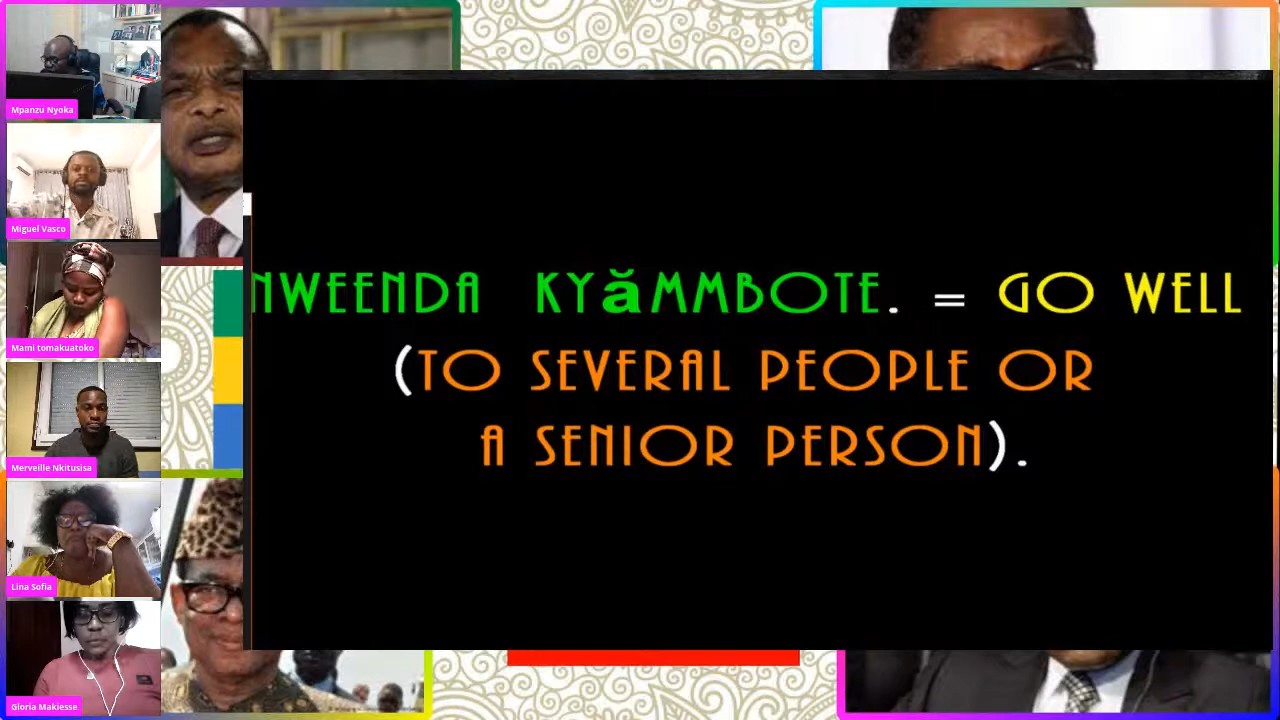 Mpanzu Nyoka
Miguel Vasco
Mami tomakuatoko
Merveille Nkitusisa
Lina Sofia
Gloria Makiesse
NWEENDA KYăMMBOTE. = GO WELL
(TO SEVERAL PEOPLE OR
A SENIOR PERSON).